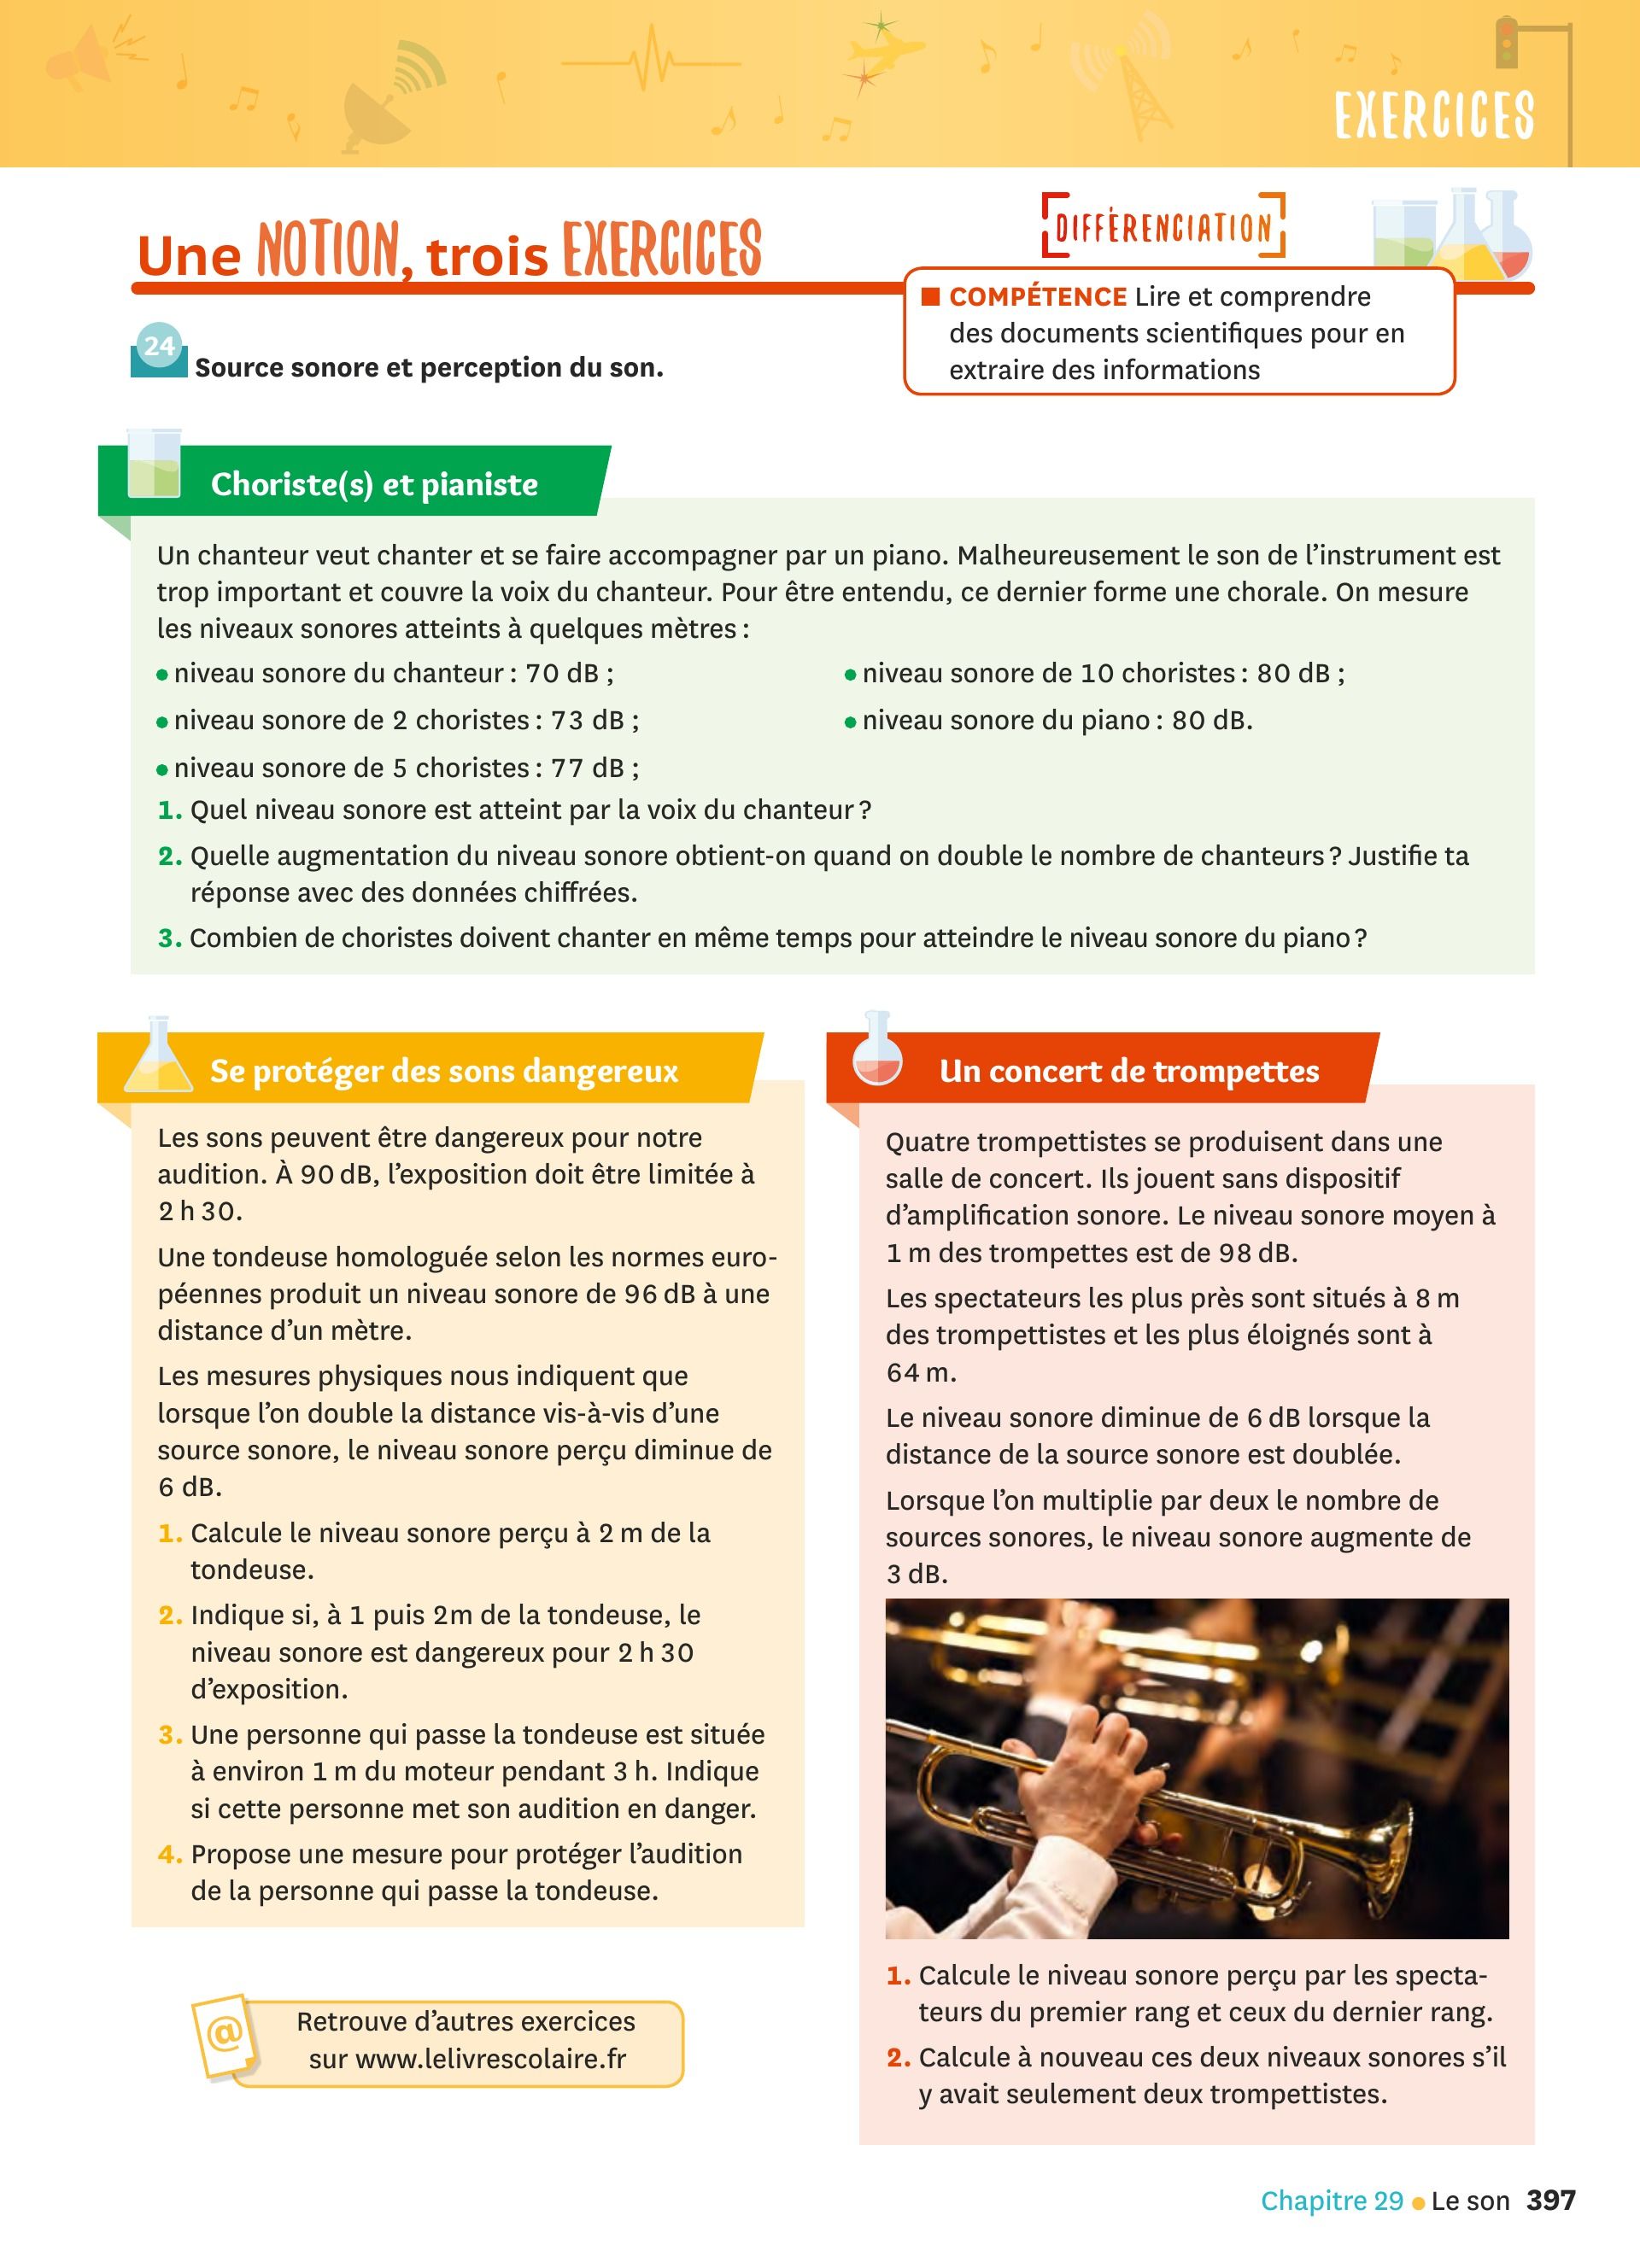 EXERCICES
Une NOTION, trois EXERCICES
DIFFÉRENCIATION
■ COMPÉTENCE Lire et comprendre
des documents scientifiques pour en
extraire des informations
24
Source sonore et perception du son.
Choriste(s) et pianiste
Un chanteur veut chanter et se faire accompagner par un piano. Malheureusement le son de l’instrument est
trop important et couvre la voix du chanteur. Pour être entendu, ce dernier forme une chorale. On mesure
les niveaux sonores atteints à quelques mètres :
• niveau sonore du chanteur : 70 dB ;
• niveau sonore de 2 choristes : 73 dB ;
• niveau sonore de 5 choristes : 77 dB ;
• niveau sonore de 10 choristes : 80 dB ;
• niveau sonore du piano : 80 dB.
1. Quel niveau sonore est atteint par la voix du chanteur ?
2. Quelle augmentation du niveau sonore obtient-on quand on double le nombre de chanteurs ? Justifie ta
réponse avec des données chiffrées.
3. Combien de choristes doivent chanter en même temps pour atteindre le niveau sonore du piano ?
Se protéger des sons dangereux
Les sons peuvent être dangereux pour notre
audition. À 90 dB, l’exposition doit être limitée à
2 h 30.
Une tondeuse homologuée selon les normes euro-
péennes produit un niveau sonore de 96 dB à une
distance d’un mètre.
Les mesures physiques nous indiquent que
lorsque l’on double la distance vis-à-vis d’une
source sonore, le niveau sonore perçu diminue de
6 dB.
1. Calcule le niveau sonore perçu à 2 m de la
tondeuse.
2. Indique si, à 1 puis 2m de la tondeuse, le
niveau sonore est dangereux pour 2 h 30
d’exposition.
3. Une personne qui passe la tondeuse est située
à environ 1 m du moteur pendant 3 h. Indique
si cette personne met son audition en danger.
4. Propose une mesure pour protéger l’audition
de la personne qui passe la tondeuse.
@
Retrouve d’autres exercices
sur www.lelivrescolaire.fr
Un concert de trompettes
Quatre trompettistes se produisent dans une
salle de concert. Ils jouent sans dispositif
d’amplification sonore. Le niveau sonore moyen à
1 m des trompettes est de 98 dB.
Les spectateurs les plus près sont situés à 8 m
des trompettistes et les plus éloignés sont à
64 m.
Le niveau sonore diminue de 6 dB lorsque la
distance de la source sonore est doublée.
Lorsque l’on multiplie par deux le nombre de
sources sonores, le niveau sonore augmente de
3 dB.
1. Calcule le niveau sonore perçu par les specta-
teurs du premier rang et ceux du dernier rang.
2. Calcule à nouveau ces deux niveaux sonores s’il
y avait seulement deux trompettistes.
Chapitre 29 • Le son 397